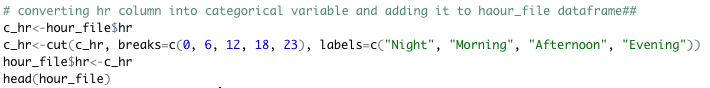 # converting hr column into categorical variable and adding it to haour_file dataframe##
c_hr<-hour_file$hr
c_hr<-cut(c_hr, breaks=c(0, 6, 12, 18, 23), labels=c("Night", "Morning", "Afternoon", "Evening"))
hour_file$hr<-c_hr
head(hour_file)